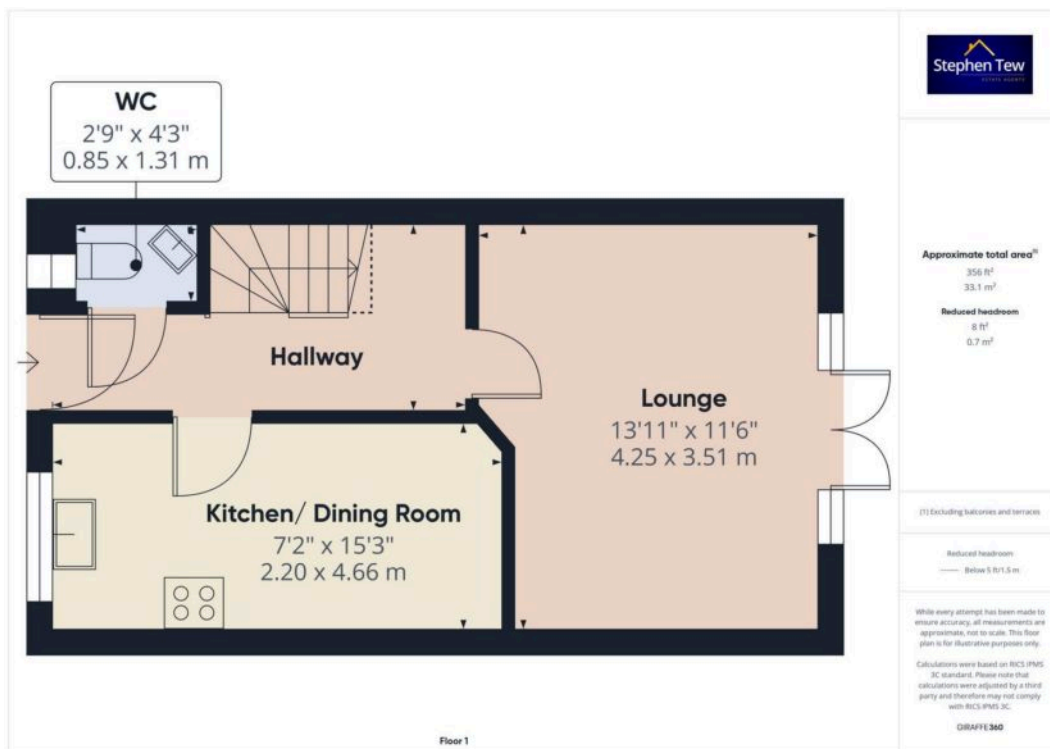 WC
2'9" x 4'3"
0.85 x 1.31 m
Hallway
Lounge
13'11" x 11'6"
4.25 x 3.51 m
Kitchen/ Dining Room
7'2" x 15'3"
2.20 x 4.66 m
Floor 1
Stephen Tew
ESTATE AGENTS
Approximate total area(1)
356 ft²
33.1 m²
Reduced headroom
8 ft²
0.7 m²
(1) Excluding balconies and terraces
Reduced headroom
Below 5 ft/1.5 m
While every attempt has been made to
ensure accuracy, all measurements are
approximate, not to scale. This floor
plan is for illustrative purposes only.
Calculations were based on RICS IPMS
3C standard. Please note that
calculations were adjusted by a third
party and therefore may not comply
with RICS IPMS 3C.
GIRAFFE360